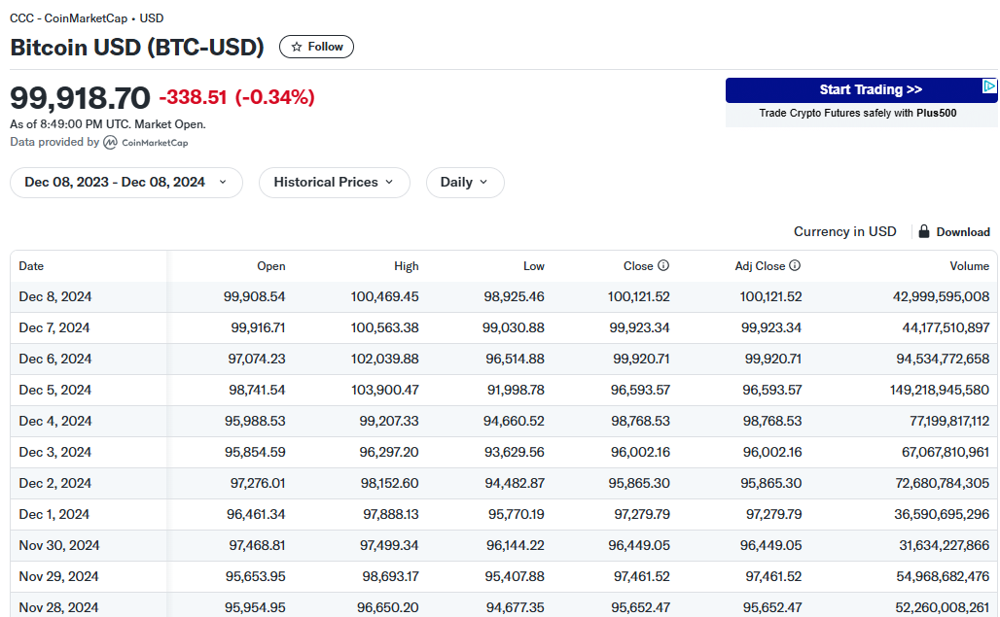 CCC - CoinMarketCap • USD
Bitcoin USD (BTC-USD) Follow
99,918.70 -338.51 (-0.34%)
As of 8:49:00 PM UTC. Market Open.
Data provided by CoinMarketCap
Start Trading >>
Trade Crypto Futures safely with Plus500
Dec 08, 2023 - Dec 08, 2024 Historical Prices Daily
Currency in USD Download
Date Open High Low Close Adj Close Volume
Dec 8, 2024 99,908.54 100,469.45 98,925.46 100,121.52 100,121.52 42,999,595,008
Dec 7, 2024 99,916.71 100,563.38 99,030.88 99,923.34 99,923.34 44,177,510,897
Dec 6, 2024 97,074.23 102,039.88 96,514.88 99,920.71 99,920.71 94,534,772,658
Dec 5, 2024 98,741.54 103,900.47 91,998.78 96,593.57 96,593.57 149,218,945,580
Dec 4, 2024 95,988.53 99,207.33 94,660.52 98,768.53 98,768.53 77,199,817,112
Dec 3, 2024 95,854.59 96,297.20 93,629.56 96,002.16 96,002.16 67,067,810,961
Dec 2, 2024 97,276.01 98,152.60 94,482.87 95,865.30 95,865.30 72,680,784,305
Dec 1, 2024 96,461.34 97,888.13 95,770.19 97,279.79 97,279.79 36,590,695,296
Nov 30, 2024 97,468.81 97,499.34 96,144.22 96,449.05 96,449.05 31,634,227,866
Nov 29, 2024 95,653.95 98,693.17 95,407.88 97,461.52 97,461.52 54,968,682,476
Nov 28, 2024 95,954.95 96,650.20 94,677.35 95,652.47 95,652.47 52,260,008,261